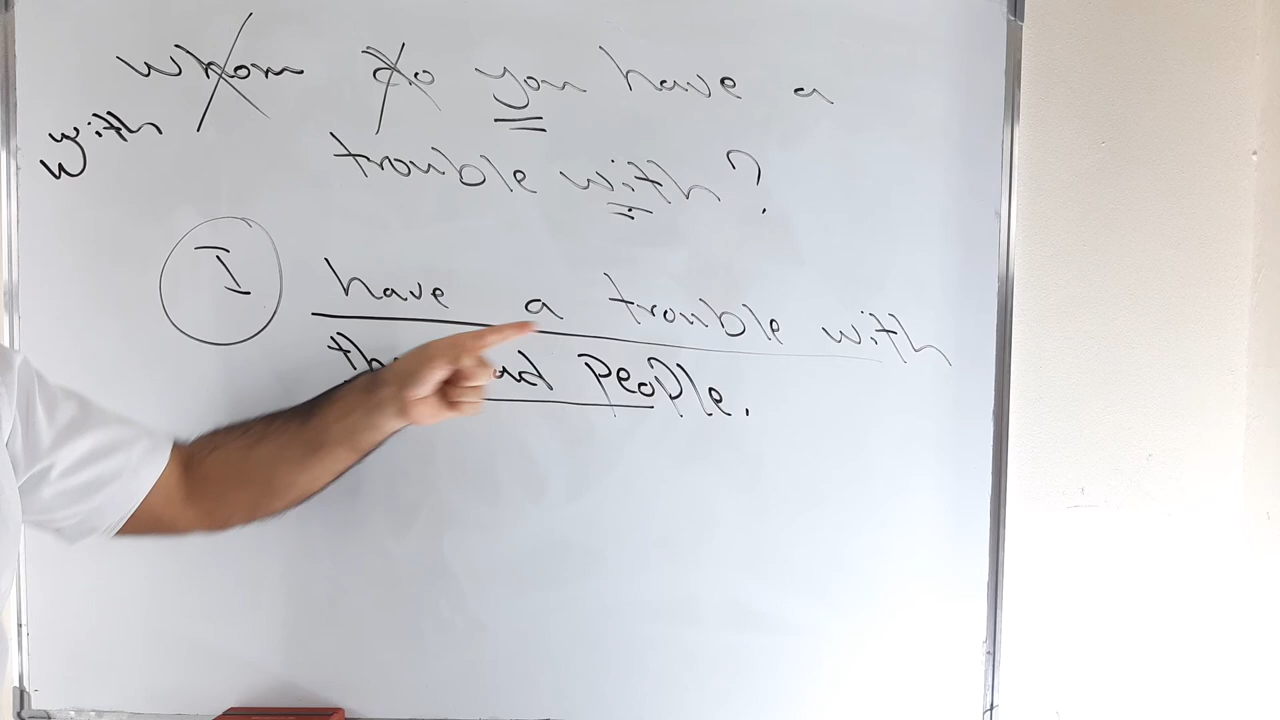 whom do you have a
with
trouble with?
I have a trouble with
people.